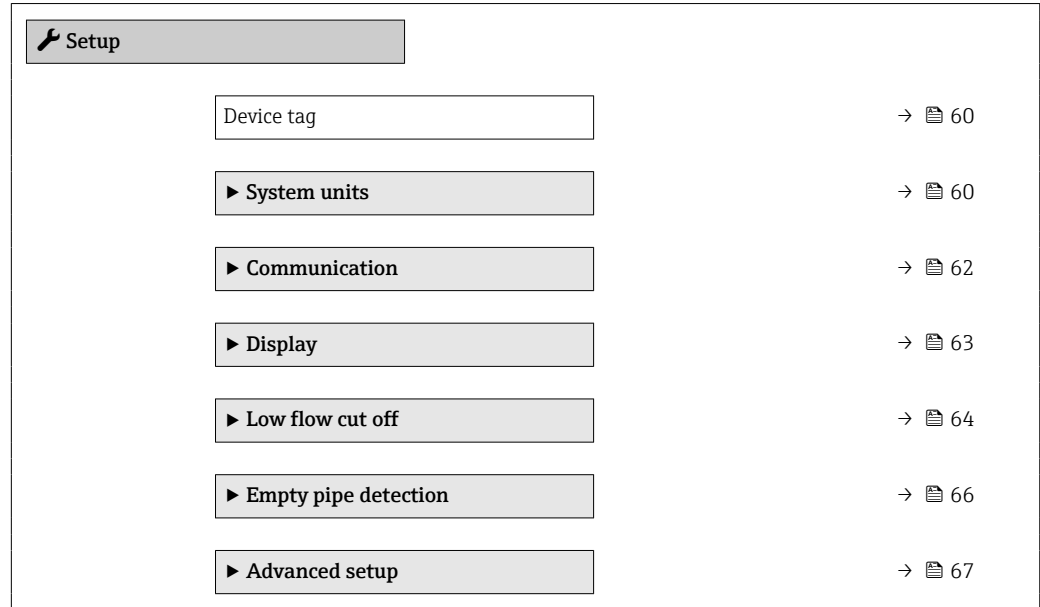 Setup
Device tag → 60
▶ System units → 60
▶ Communication → 62
▶ Display → 63
▶ Low flow cut off → 64
▶ Empty pipe detection → 66
▶ Advanced setup → 67